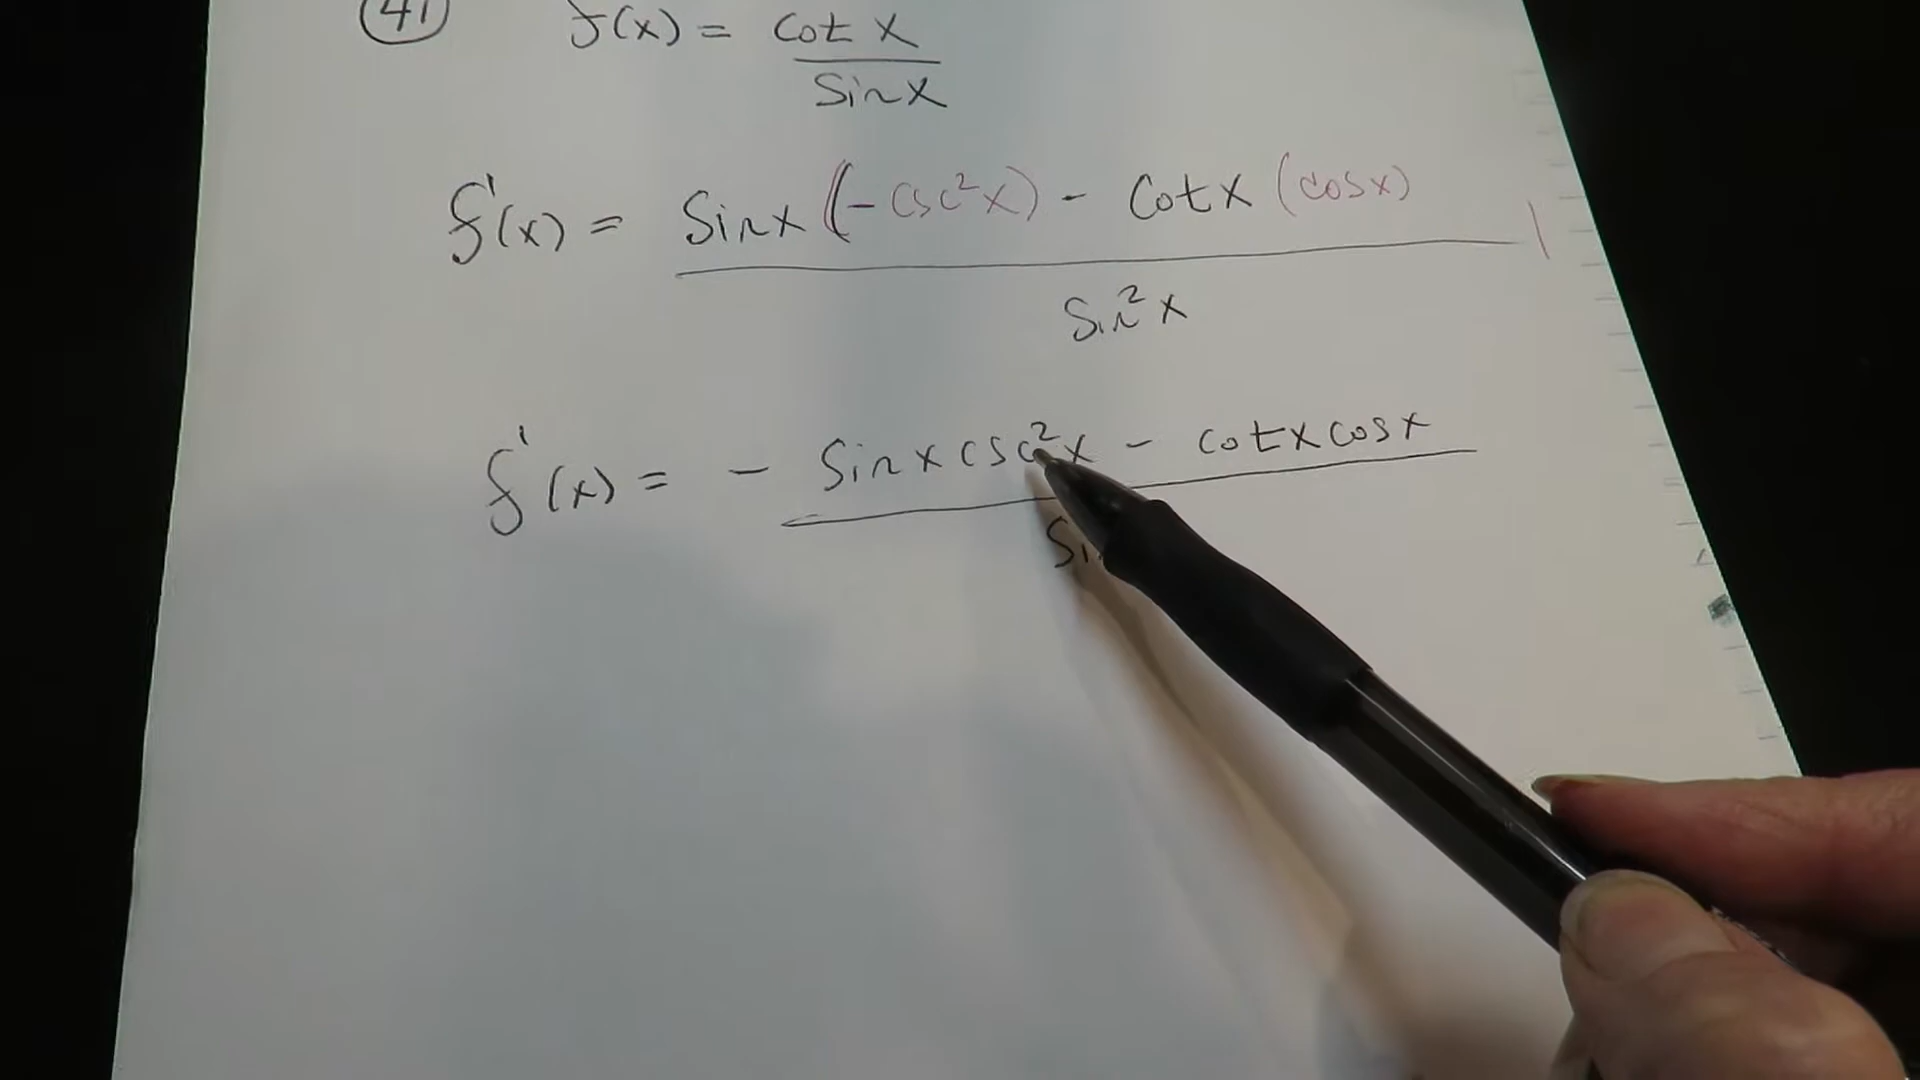 41 f(x) = cot x
sin x
f'(x) = sin x (-csc²x) - cot x (cos x)
sin²x
f'(x) = - sin x csc²x - cot x cos x